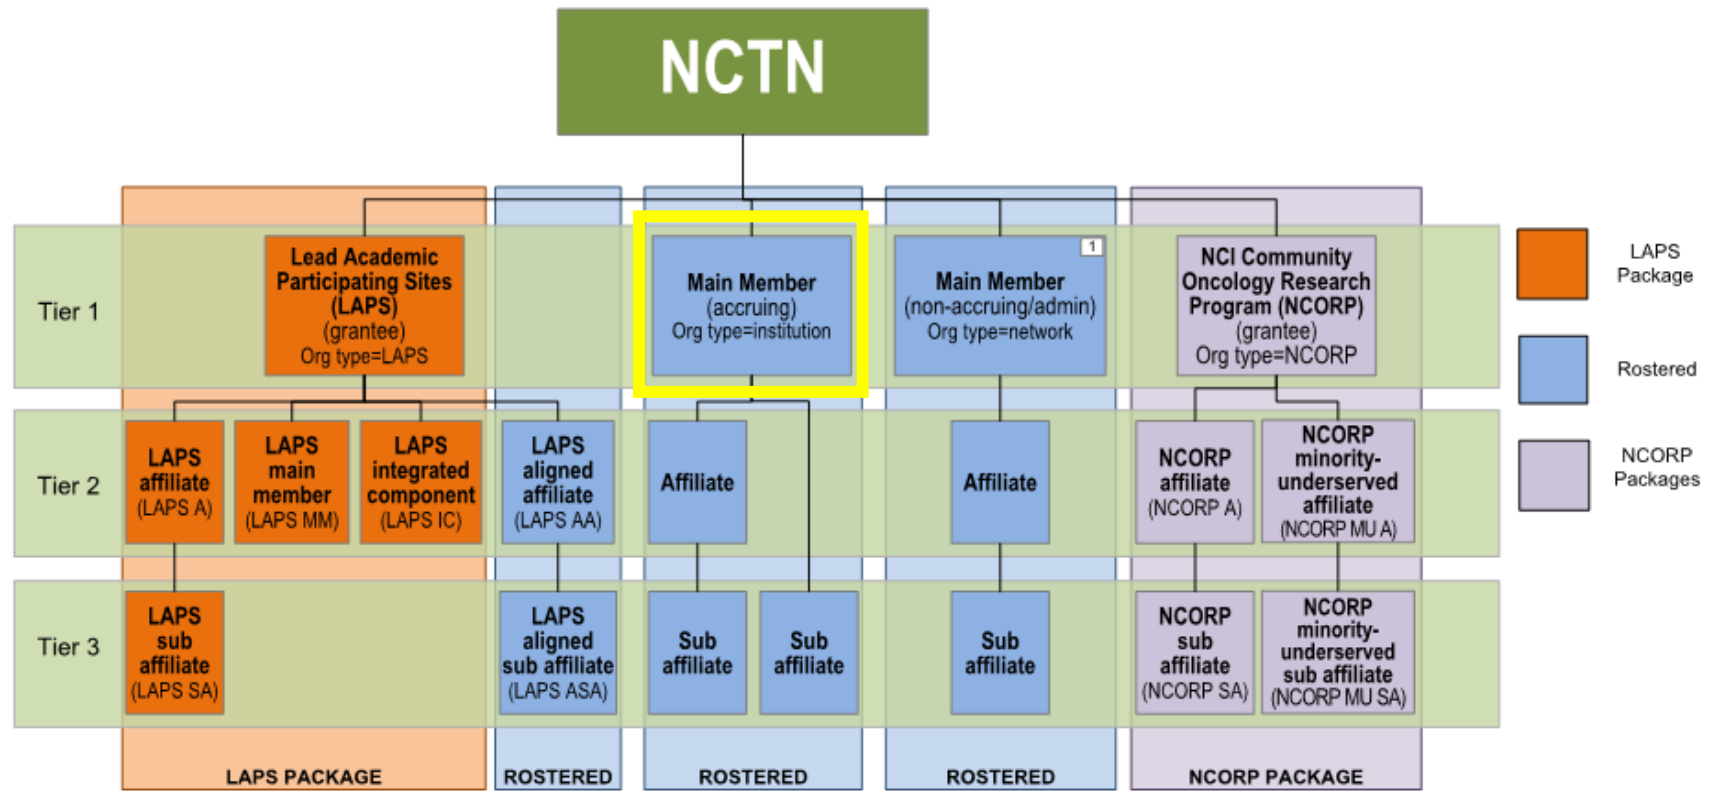 NCTN
Tier 1
Lead Academic
Participating Sites
(LAPS)
(grantee)
Org type=LAPS
Main Member
(accruing)
Org type=institution
1
Main Member
(non-accruing/admin)
Org type=network
NCI Community
Oncology Research
Program (NCORP)
(grantee)
Org type=NCORP
LAPS
Package
Rostered
NCORP
Packages
Tier 2
LAPS
affiliate
(LAPS A)
LAPS
main
member
(LAPS MM)
LAPS
integrated
component
(LAPS IC)
LAPS
aligned
affiliate
(LAPS AA)
Affiliate
Affiliate
NCORP
affiliate
(NCORP A)
NCORP
minority-
underserved
affiliate
(NCORP MU A)
Tier 3
LAPS
sub
affiliate
(LAPS SA)
LAPS
aligned
sub affiliate
(LAPS ASA)
Sub
affiliate
Sub
affiliate
Sub
affiliate
NCORP
sub
affiliate
(NCORP SA)
NCORP
minority-
underserved
sub affiliate
(NCORP MU SA)
LAPS PACKAGE
ROSTERED
ROSTERED
ROSTERED
NCORP PACKAGE